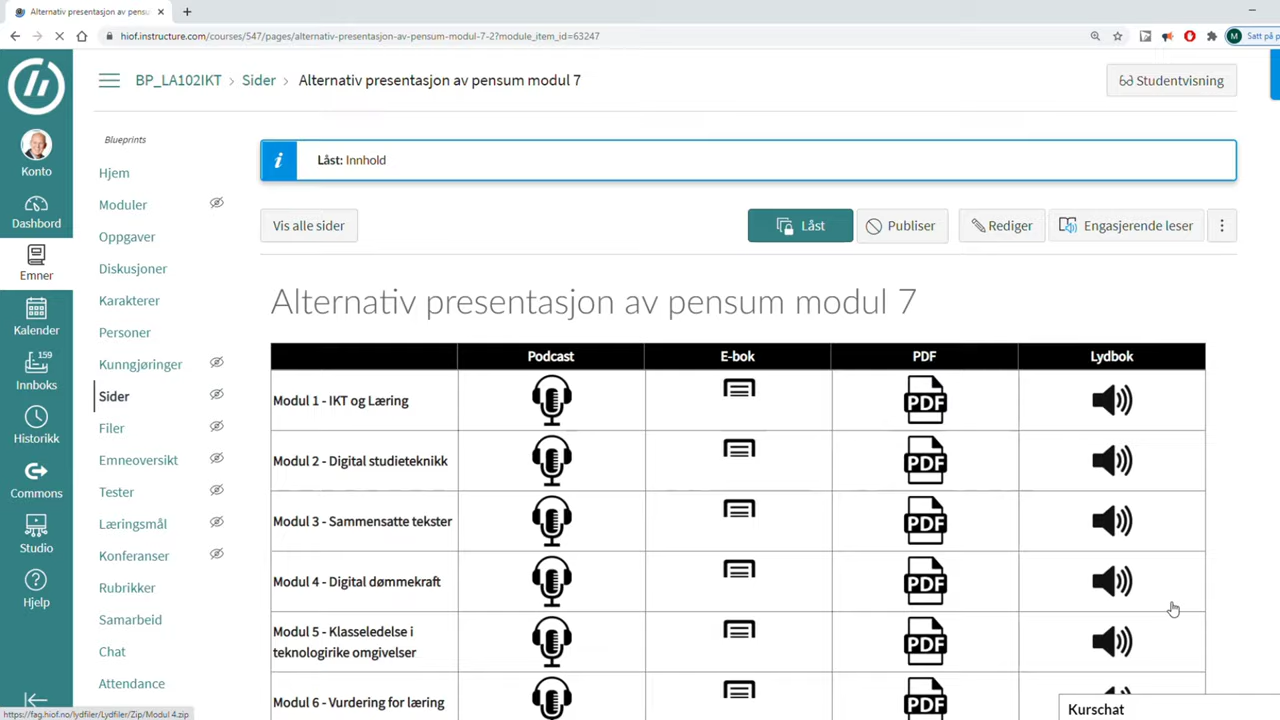 Alternativ presentasjon av pensum m
hiof.instructure.com/courses/547/pages/alternativ-presentasjon-av-pensum-modul-7-2?module_item_id=63247
M
Satt på p
BP_LA102IKT › Sider › Alternativ presentasjon av pensum modul 7
Studentvisning
Konto
Dashbord
Emner
Kalender
159
Innboks
Historikk
Commons
Studio
Hjelp
Blueprints
Hjem
Moduler
Oppgaver
Diskusjoner
Karakterer
Personer
Kunngjøringer
Sider
Filer
Emneoversikt
Tester
Læringsmål
Konferanser
Rubrikker
Samarbeid
Chat
Attendance
i
Låst: Innhold
Vis alle sider
Låst
Publiser
Rediger
Engasjerende leser
Alternativ presentasjon av pensum modul 7
Podcast E-bok PDF Lydbok
Modul 1 - IKT og Læring PDF
Modul 2 - Digital studieteknikk PDF
Modul 3 - Sammensatte tekster PDF
Modul 4 - Digital dømmekraft PDF
Modul 5 - Klasseledelse i
teknologirike omgivelser PDF
Modul 6 - Vurdering for læring PDF
Kurschat
https://fag.hiof.no/lydfiler/Lydfiler/Zip/Modul 4.zip